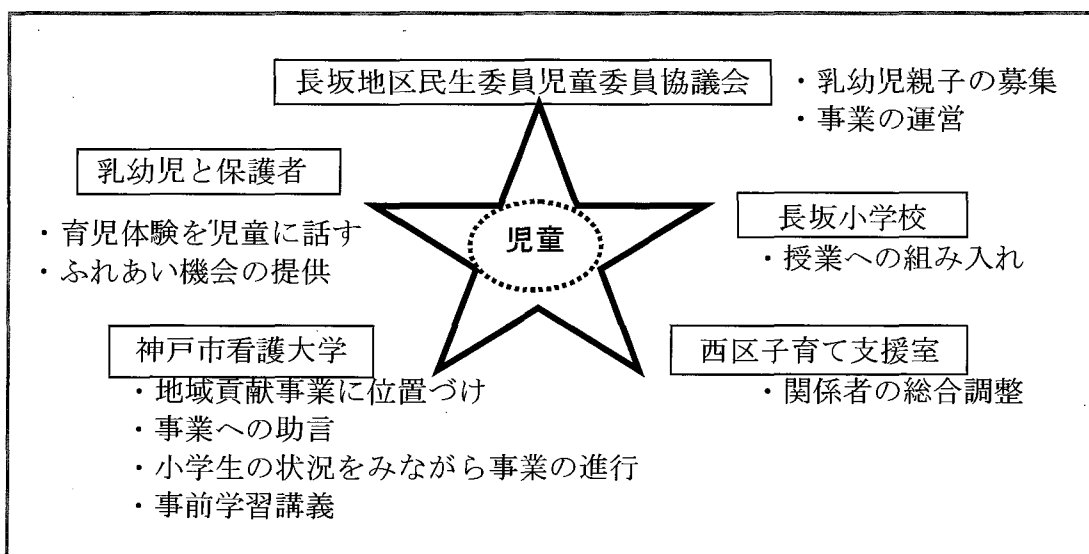 長坂地区民生委員児童委員協議会
・乳幼児親子の募集
・事業の運営
乳幼児と保護者
・育児体験を児童に話す
・ふれあい機会の提供
児童
長坂小学校
・授業への組み入れ
神戸市看護大学
・地域貢献事業に位置づけ
・事業への助言
・小学生の状況をみながら事業の進行
・事前学習講義
西区子育て支援室
・関係者の総合調整